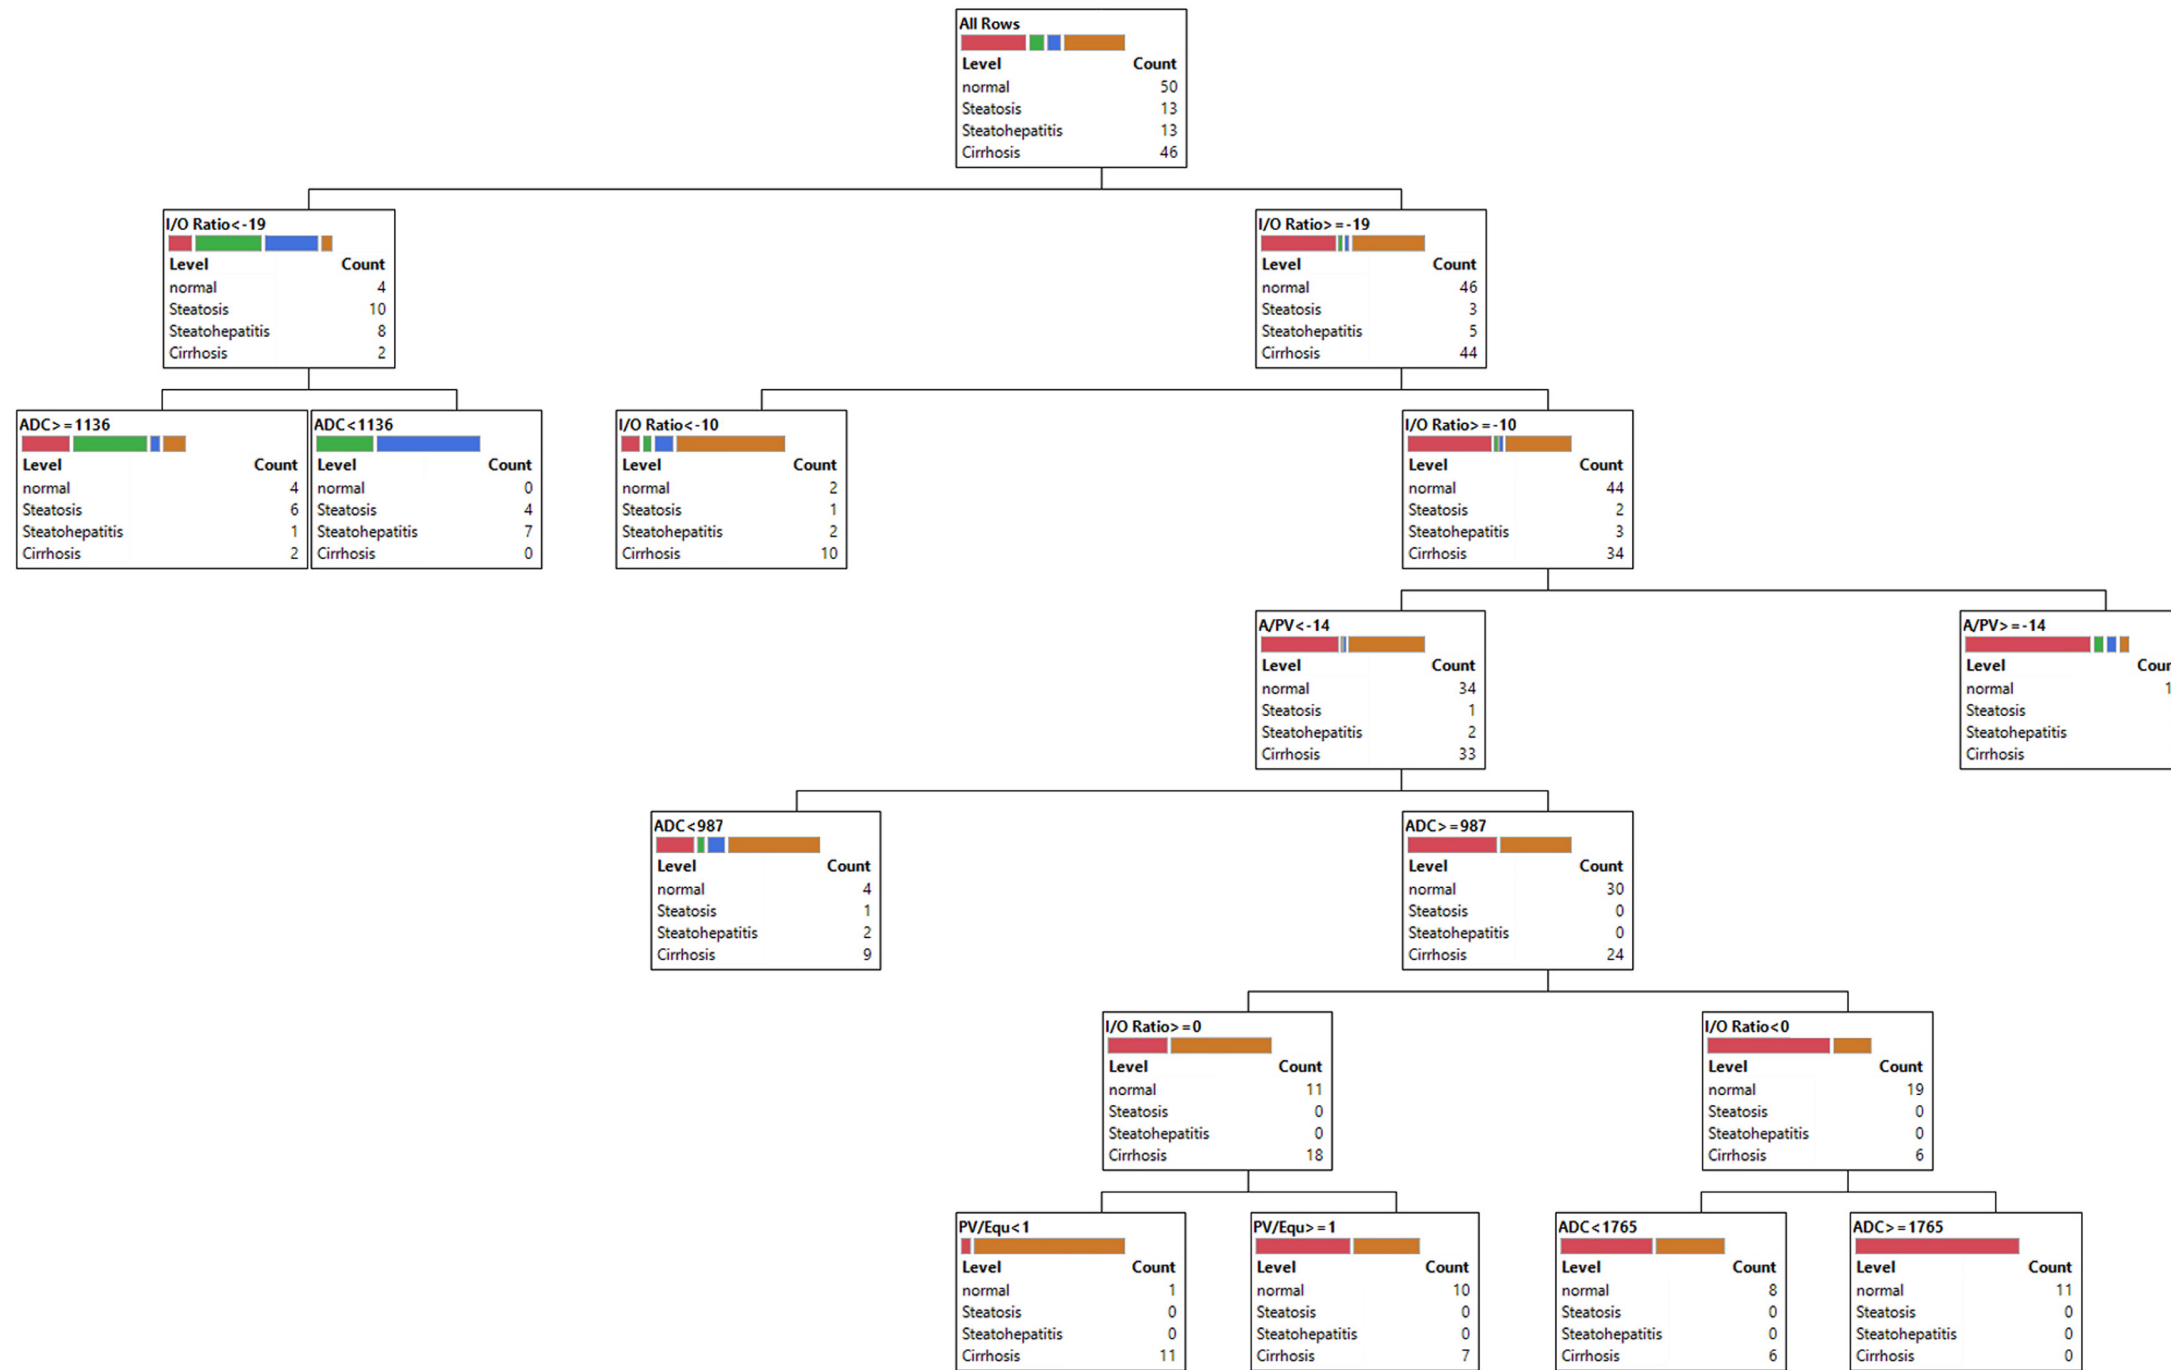 All Rows
Level Count
normal 50
Steatosis 13
Steatohepatitis 13
Cirrhosis 46
I/O Ratio<-19
Level Count
normal 4
Steatosis 10
Steatohepatitis 8
Cirrhosis 2
I/O Ratio>=-19
Level Count
normal 46
Steatosis 3
Steatohepatitis 5
Cirrhosis 44
ADC>=1136
Level Count
normal 4
Steatosis 6
Steatohepatitis 1
Cirrhosis 2
ADC<1136
Level Count
normal 0
Steatosis 4
Steatohepatitis 7
Cirrhosis 0
I/O Ratio<-10
Level Count
normal 2
Steatosis 1
Steatohepatitis 2
Cirrhosis 10
I/O Ratio>=-10
Level Count
normal 44
Steatosis 2
Steatohepatitis 3
Cirrhosis 34
A/PV<-14
Level Count
normal 34
Steatosis 1
Steatohepatitis 2
Cirrhosis 33
A/PV>=-14
Level
normal
Steatosis
Steatohepatitis
Cirrhosis
ADC<987
Level Count
normal 4
Steatosis 1
Steatohepatitis 2
Cirrhosis 9
ADC>=987
Level Count
normal 30
Steatosis 0
Steatohepatitis 0
Cirrhosis 24
I/O Ratio>=0
Level Count
normal 11
Steatosis 0
Steatohepatitis 0
Cirrhosis 18
I/O Ratio<0
Level Count
normal 19
Steatosis 0
Steatohepatitis 0
Cirrhosis 6
PV/Equ<1
Level Count
normal 1
Steatosis 0
Steatohepatitis 0
Cirrhosis 11
PV/Equ>=1
Level Count
normal 10
Steatosis 0
Steatohepatitis 0
Cirrhosis 7
ADC<1765
Level Count
normal 8
Steatosis 0
Steatohepatitis 0
Cirrhosis 6
ADC>=1765
Level Count
normal 11
Steatosis 0
Steatohepatitis 0
Cirrhosis 0